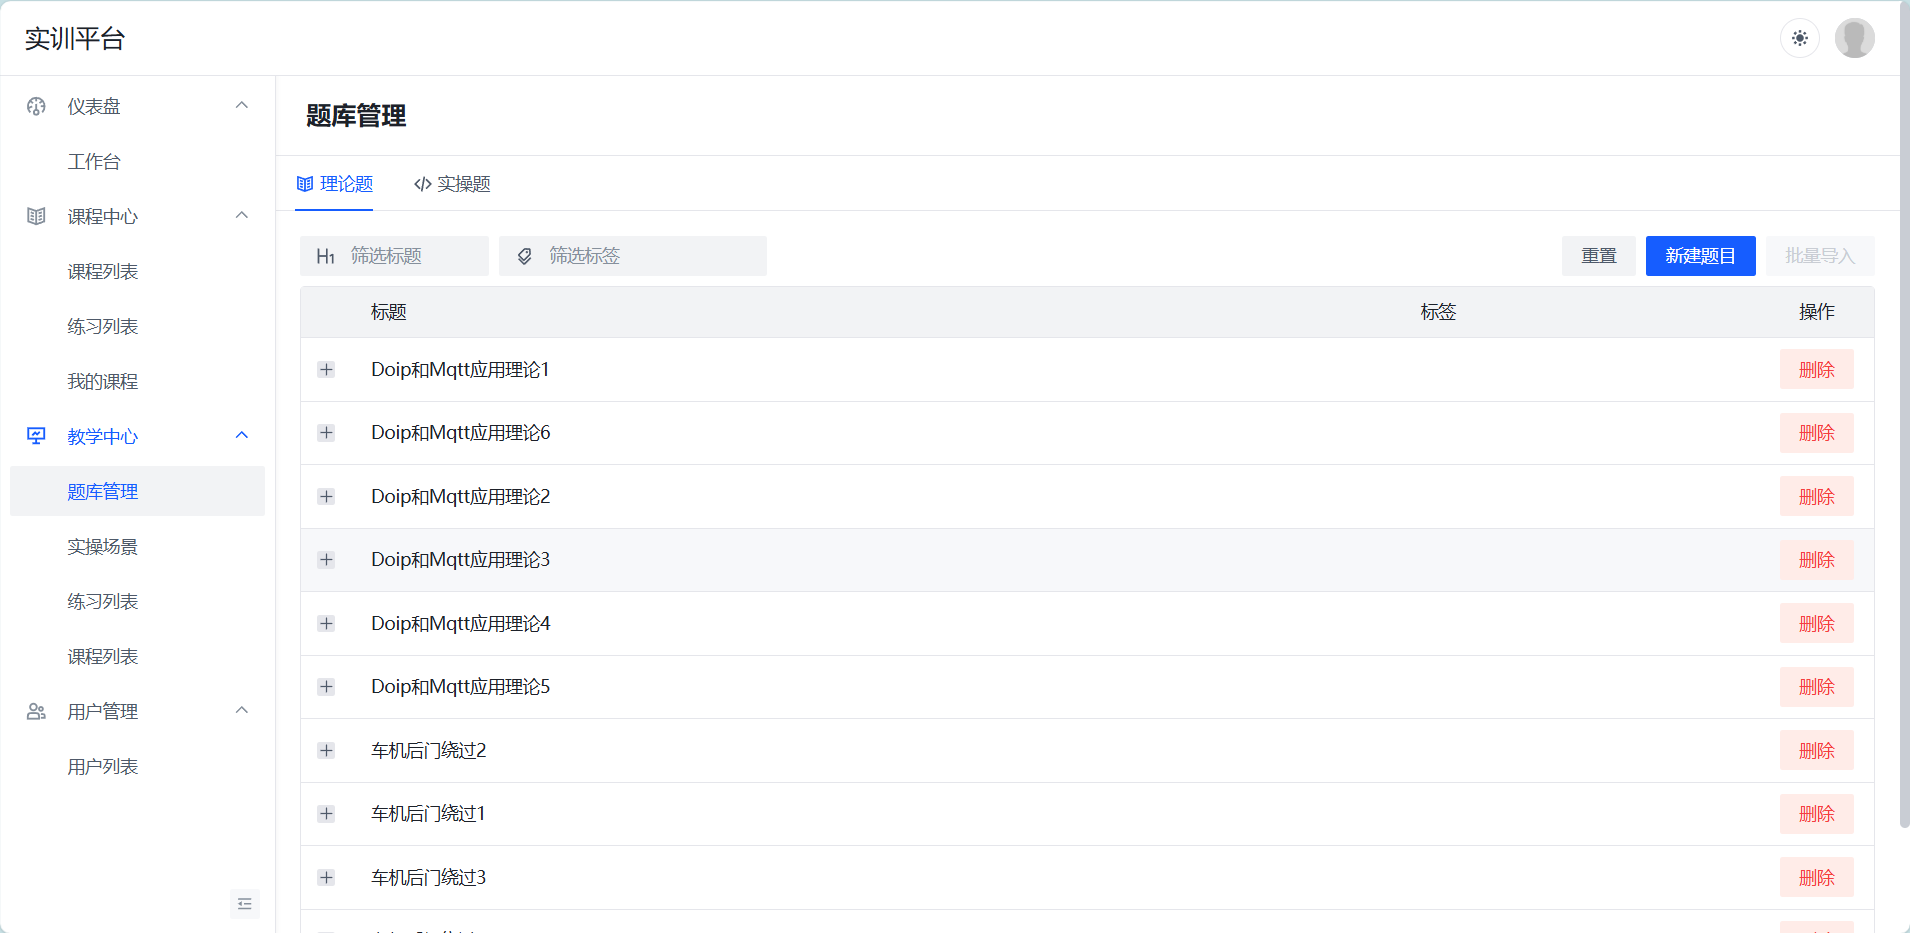 实训平台
仪表盘
工作台
课程中心
课程列表
练习列表
我的课程
教学中心
题库管理
实操场景
练习列表
课程列表
用户管理
用户列表
题库管理
理论题 实操题
H1 筛选标题 筛选标签 重置 新建题目 批量导入
标题 标签 操作
Doip和Mqtt应用理论1 删除
Doip和Mqtt应用理论6 删除
Doip和Mqtt应用理论2 删除
Doip和Mqtt应用理论3 删除
Doip和Mqtt应用理论4 删除
Doip和Mqtt应用理论5 删除
车机后门绕过2 删除
车机后门绕过1 删除
车机后门绕过3 删除